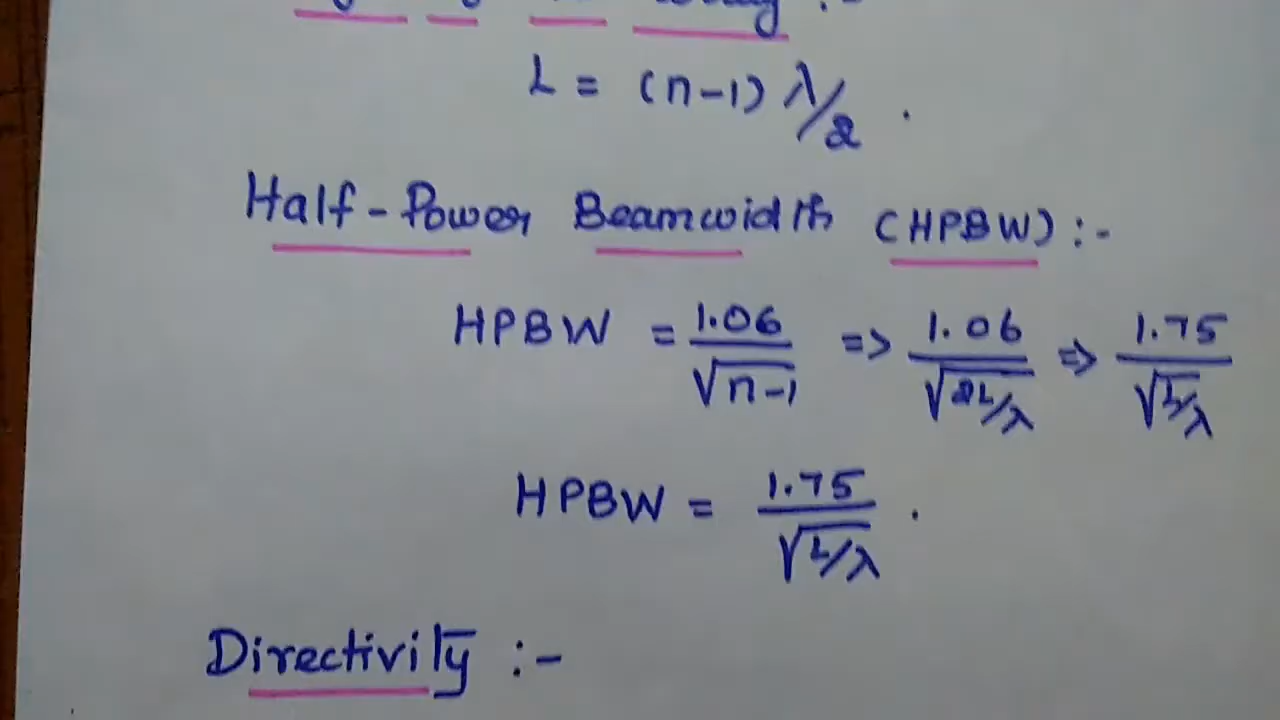 L = (n-1) λ/2 .
Half-Power Beamwidth (HPBW) :-
HPBW = 1.06/√n-1 => 1.06/√2L/λ => 1.75/√L/λ
HPBW = 1.75/√L/λ .
Directivity :-